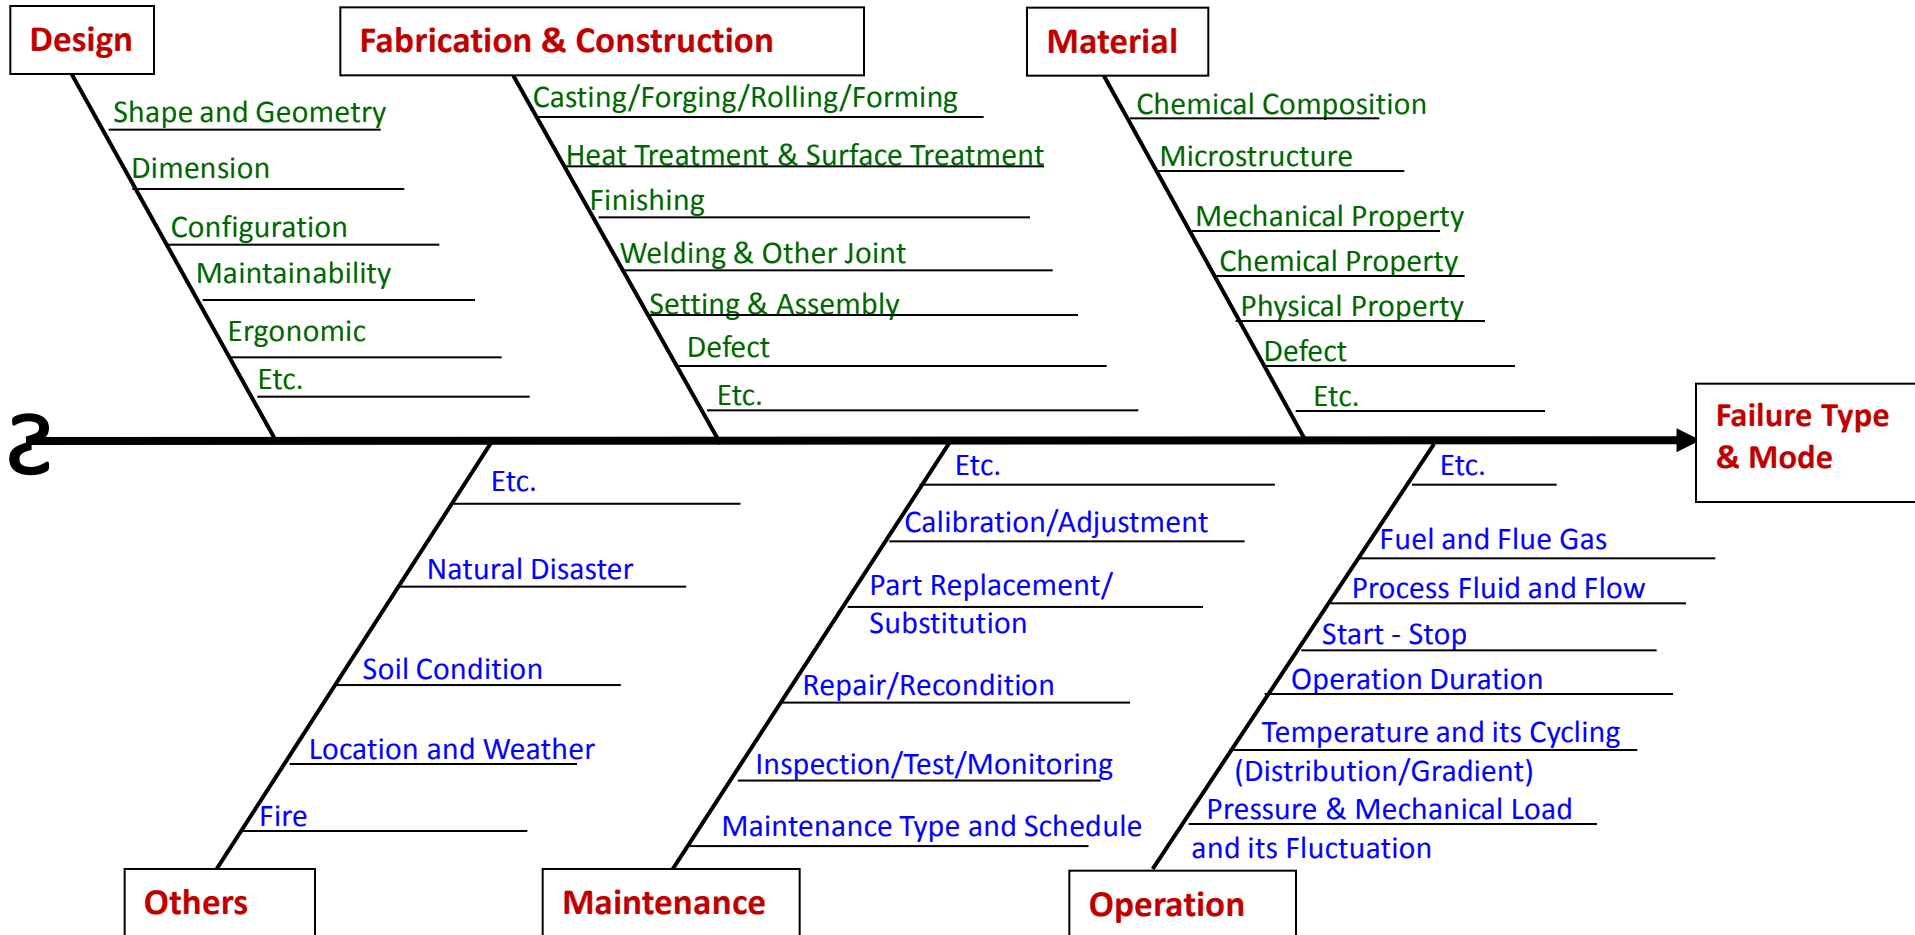 Design
Shape and Geometry
Dimension
Configuration
Maintainability
Ergonomic
Etc.
Fabrication & Construction
Casting/Forging/Rolling/Forming
Heat Treatment & Surface Treatment
Finishing
Welding & Other Joint
Setting & Assembly
Defect
Etc.
Material
Chemical Composition
Microstructure
Mechanical Property
Chemical Property
Physical Property
Defect
Etc.
Failure Type
& Mode
Etc.
Natural Disaster
Soil Condition
Location and Weather
Fire
Others
Etc.
Calibration/Adjustment
Part Replacement/
Substitution
Repair/Recondition
Inspection/Test/Monitoring
Maintenance Type and Schedule
Maintenance
Etc.
Fuel and Flue Gas
Process Fluid and Flow
Start - Stop
Operation Duration
Temperature and its Cycling
(Distribution/Gradient)
Pressure & Mechanical Load
and its Fluctuation
Operation